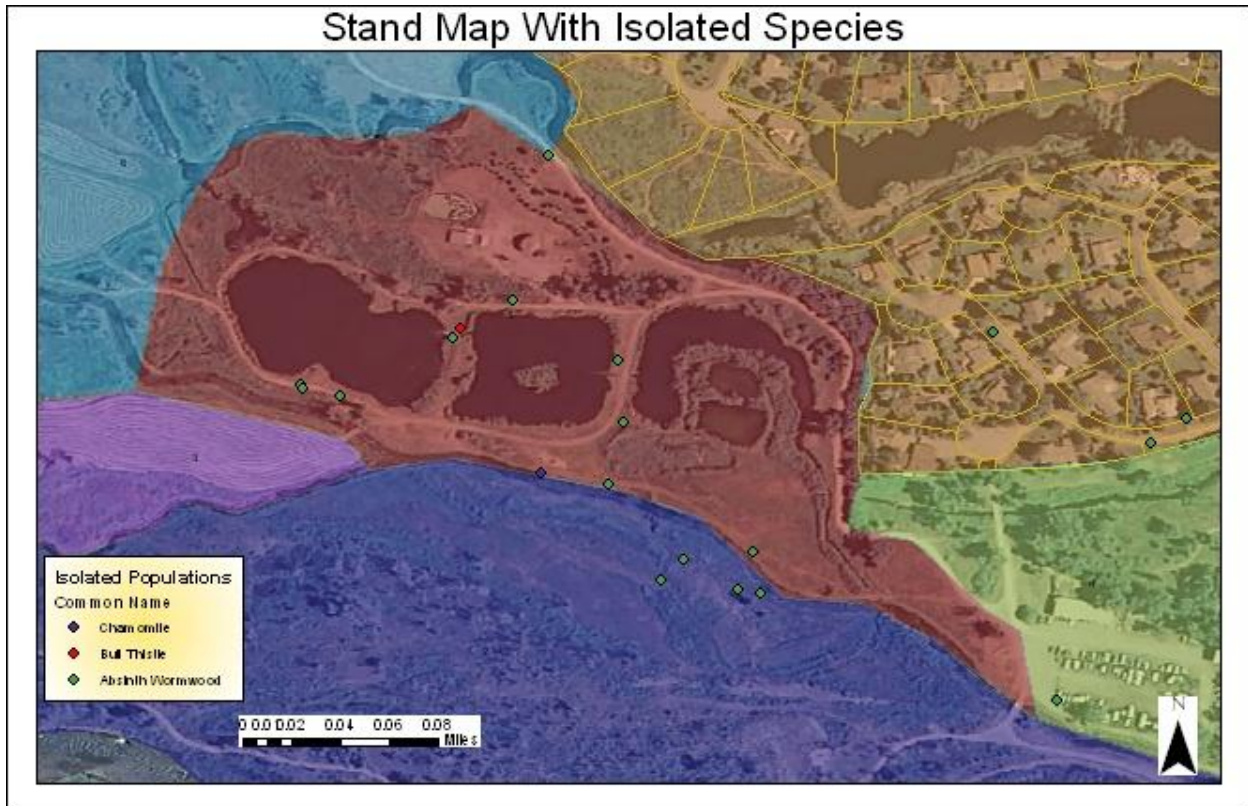 Stand Map With Isolated Species
Isolated Populations
Common Name
Chamomile
Bull Thistle
Absinth Wormwood
0 0.0 0.02 0.04 0.06 0.08
Miles
N